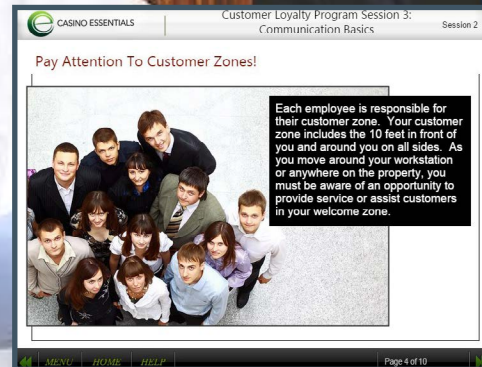 CASINO ESSENTIALS
Customer Loyalty Program Session 3:
Communication Basics
Session 2
Pay Attention To Customer Zones!
Each employee is responsible for
their customer zone. Your customer
zone includes the 10 feet in front of
you and around you on all sides. As
you move around your workstation
or anywhere on the property, you
must be aware of an opportunity to
provide service or assist customers
in your welcome zone.
MENU HOME HELP
Page 4 of 10